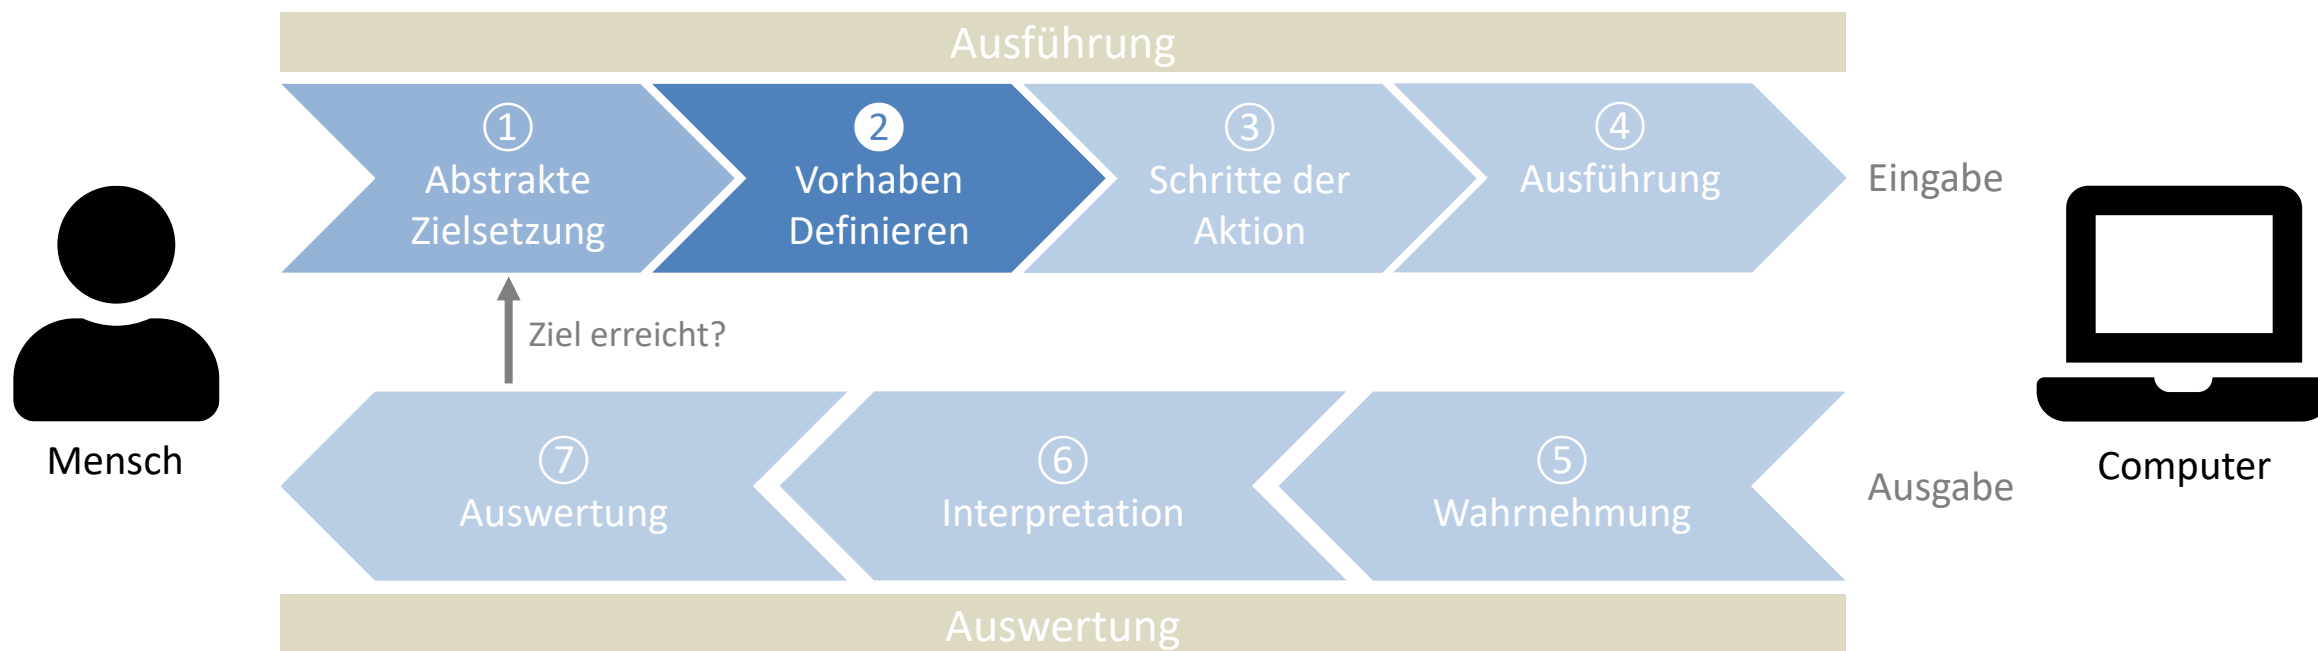 Ausführung
①
Abstrakte
Zielsetzung
❷
Vorhaben
Definieren
③
Schritte der
Aktion
④
Ausführung
Eingabe
Ziel erreicht?
Mensch
⑦
Auswertung
⑥
Interpretation
⑤
Wahrnehmung
Ausgabe
Computer
Auswertung